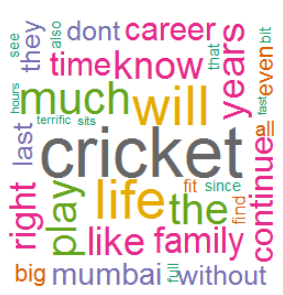 see
they
also
dont
career
that
years
even
bit
time
know
hours
much
will
fast
terrific
sits
last
cricket
all
right
play
life
fit
since
the
find
continue
like
family
big
mumbai
full
without